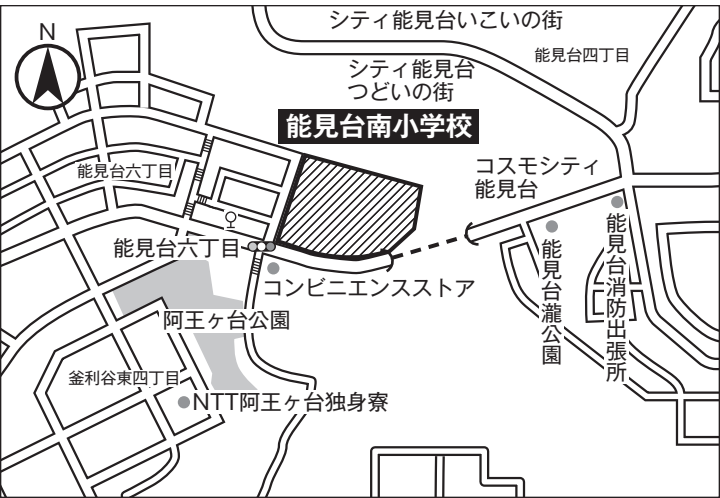 N
シティ能見台いこいの街
能見台四丁目
シティ能見台
つどいの街
能見台南小学校
コスモシティ
能見台
能見台六丁目
能見台六丁目
コンビニエンスストア
能見台瀧公園
能見台消防出張所
阿王ヶ台公園
釜利谷東四丁目
NTT阿王ヶ台独身寮